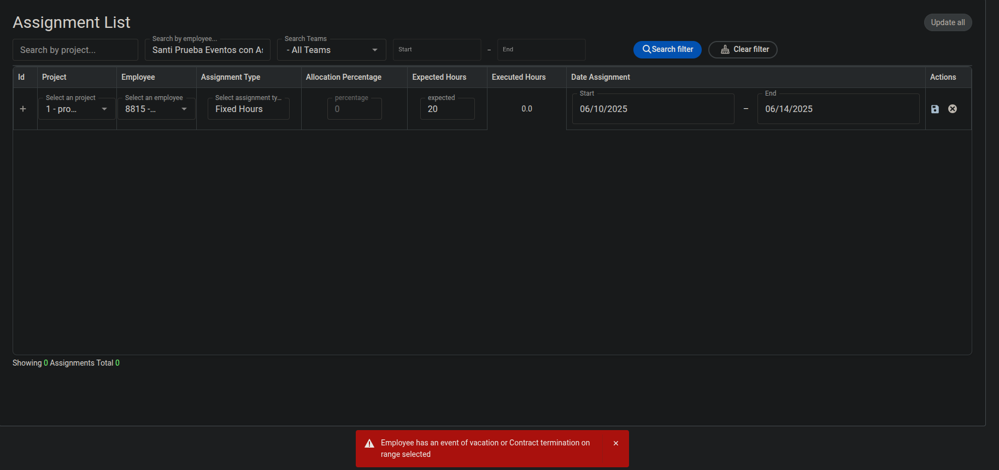 Assignment List
Update all
Search by project...
Search by employee...
Santi Prueba Eventos con A
Search Teams
- All Teams
Start
–
End
Search filter
Clear filter
Id Project Employee Assignment Type Allocation Percentage Expected Hours Executed Hours Date Assignment Actions
+
Select an project
1 - pro...
Select an employee
8815 -...
Select assignment ty...
Fixed Hours
percentage
0
expected
20
0.0
Start
06/10/2025
–
End
06/14/2025
Showing 0 Assignments Total 0
Employee has an event of vacation or Contract termination on
range selected